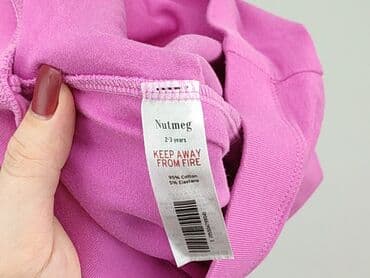 Nutmeg
2-3 years
KEEP AWAY
FROM FIRE
95% Cotton
5% Elastane